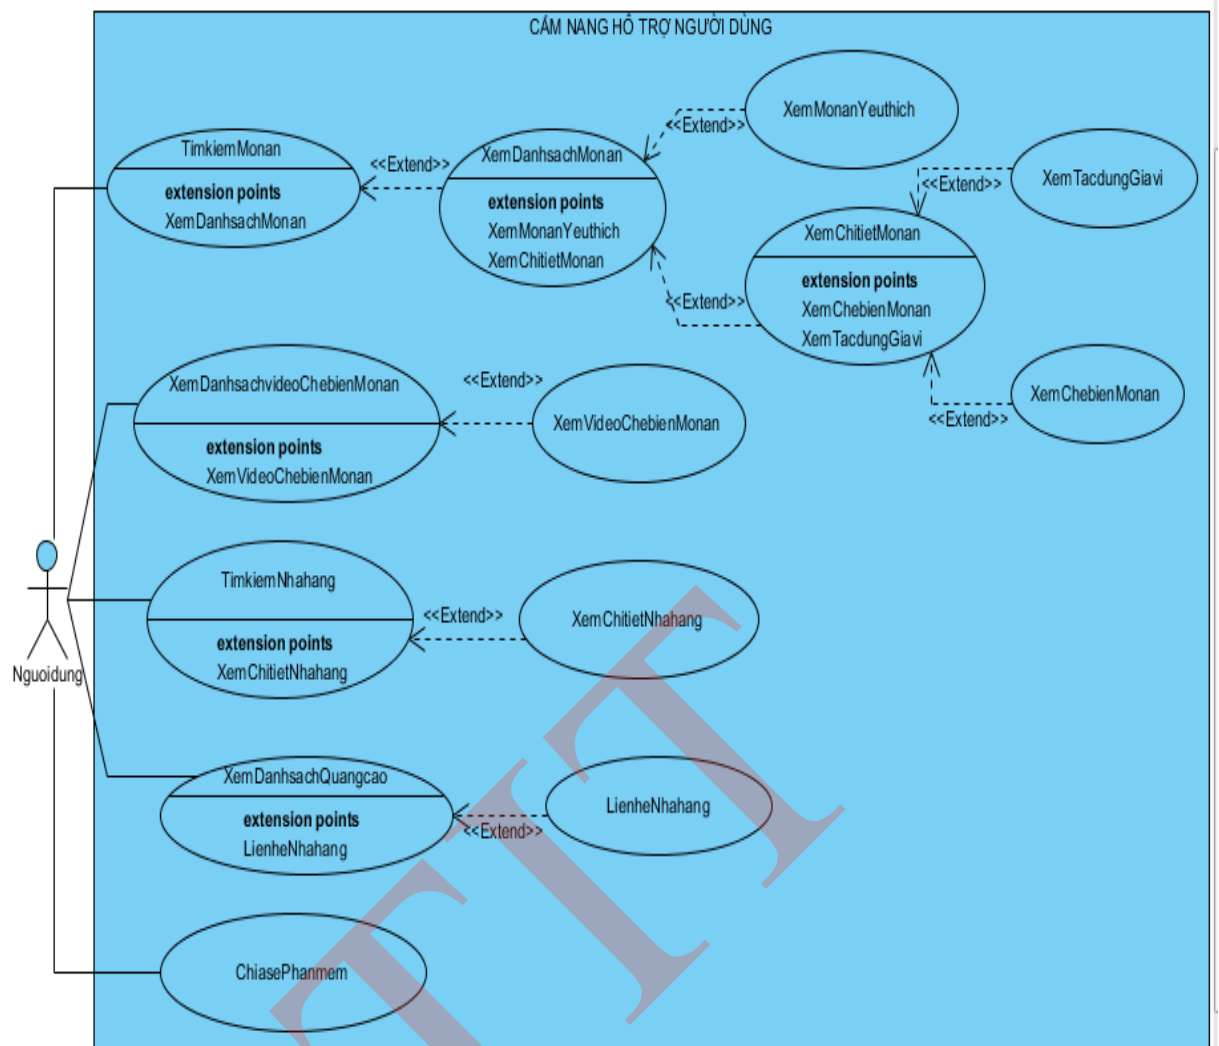 CẨM NANG HỖ TRỢ NGƯỜI DÙNG
XemMonanYeuthich
<<Extend>>
TimkiemMonan
extension points
XemDanhsachMonan
<<Extend>>
XemDanhsachMonan
extension points
XemMonanYeuthich
XemChitietMonan
XemTacdungGiavi
<<Extend>>
XemChitietMonan
extension points
XemChebienMonan
XemTacdungGiavi
<<Extend>>
XemChebienMonan
<<Extend>>
XemDanhsachvideoChebienMonan
extension points
XemVideoChebienMonan
<<Extend>>
XemVideoChebienMonan
TimkiemNhahang
extension points
XemChitietNhahang
<<Extend>>
XemChitietNhahang
Nguoidung
XemDanhsachQuangcao
extension points
LienheNhahang
<<Extend>>
LienheNhahang
ChiasePhanmem
TIT